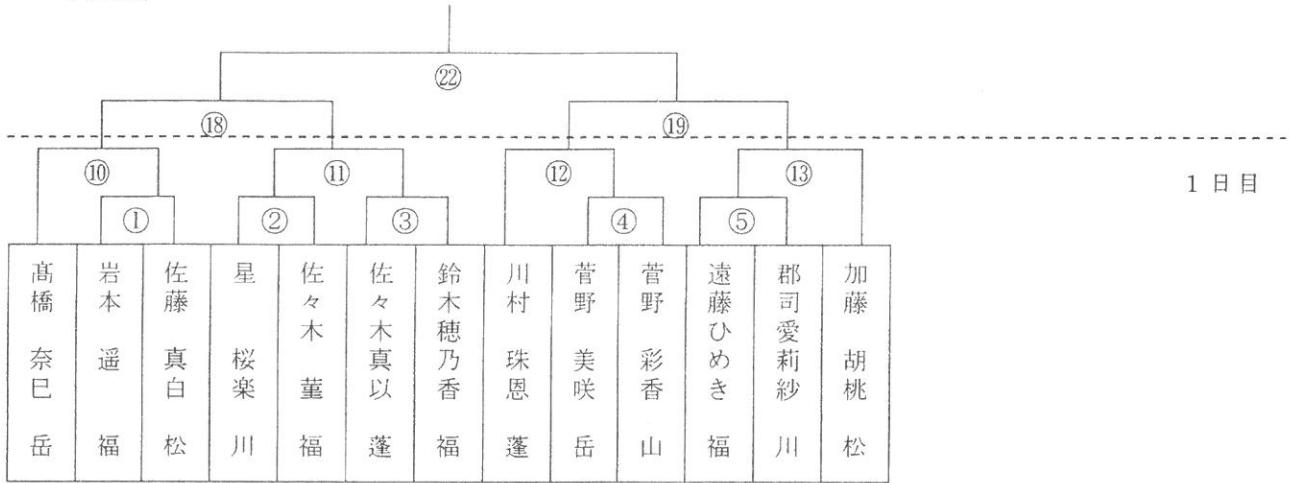 ㉒
⑱ ⑲
⑩ ⑪ ⑫ ⑬
1日目
① ② ③ ④ ⑤
髙橋 奈巳 岳
岩本 遥 福
佐藤 真白 松
星 桜楽 川
佐々木 菫 福
佐々木真以 蓬
鈴木穂乃香 福
川村 珠恩 蓬
菅野 美咲 岳
菅野 彩香 山
遠藤ひめき 福
郡司愛莉紗 川
加藤 胡桃 松